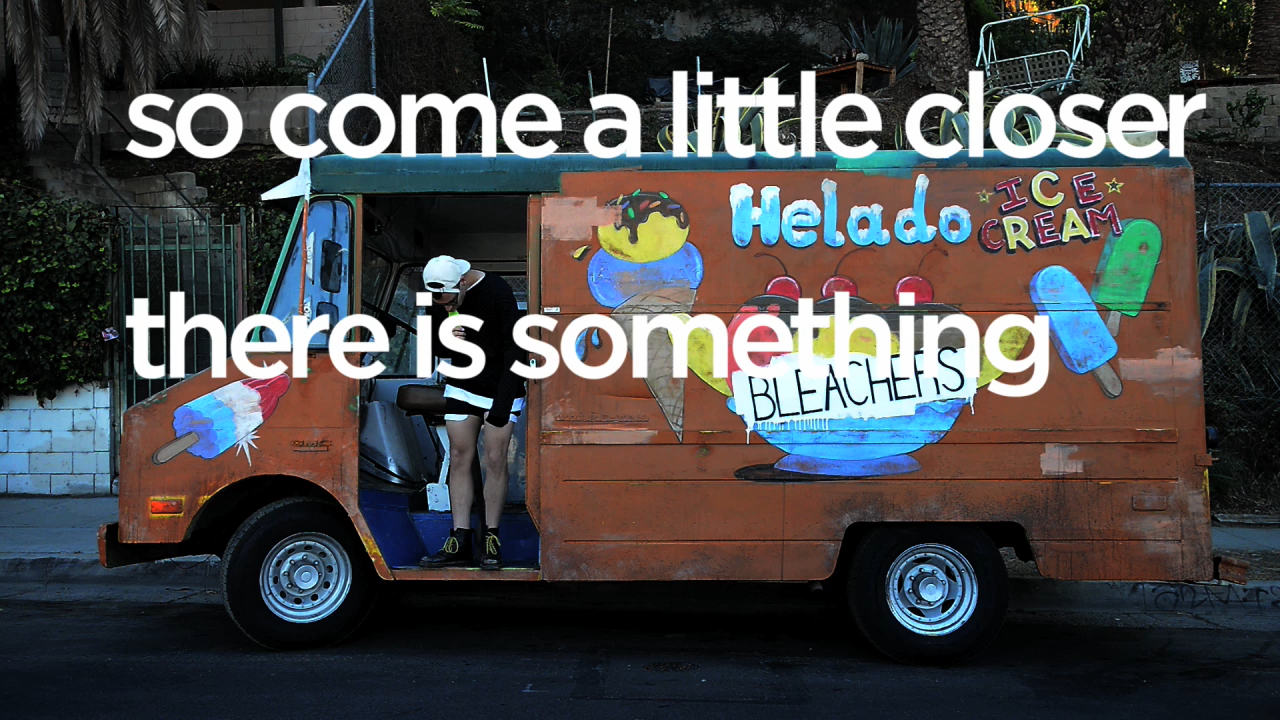 so come a little closer
Helado
ICE
CREAM
there is something
BLEACHERS